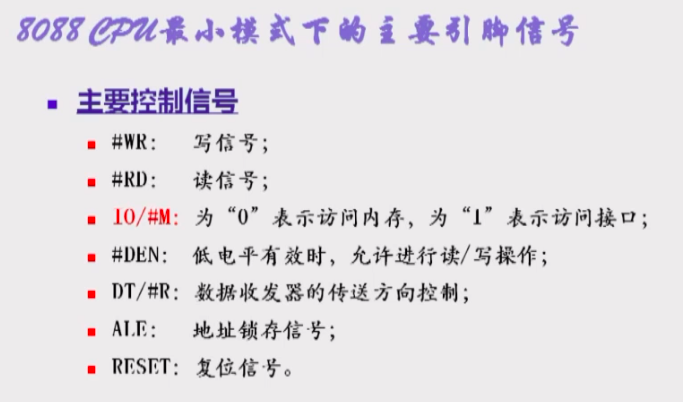 8088 CPU最小模式下的主要引脚信号
主要控制信号
#WR： 写信号；
#RD： 读信号；
IO/#M：为“0”表示访问内存，为“1”表示访问接口；
#DEN： 低电平有效时，允许进行读/写操作；
DT/#R：数据收发器的传送方向控制；
ALE： 地址锁存信号；
RESET：复位信号。